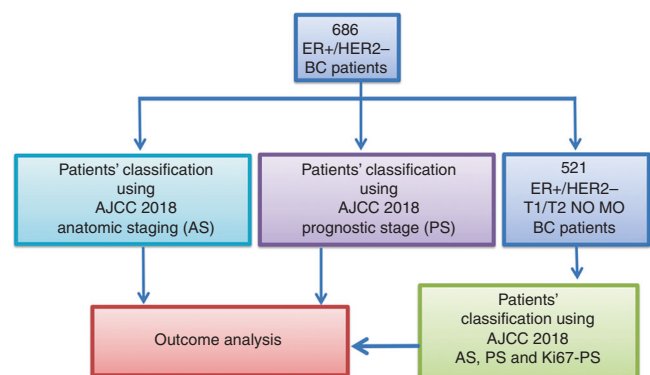 686
ER+/HER2–
BC patients
Patients’ classification
using
AJCC 2018
anatomic staging (AS)
Patients’ classification
using
AJCC 2018
prognostic stage (PS)
521
ER+/HER2–
T1/T2 NO MO
BC patients
Outcome analysis
Patients’
classification using
AJCC 2018
AS, PS and Ki67-PS